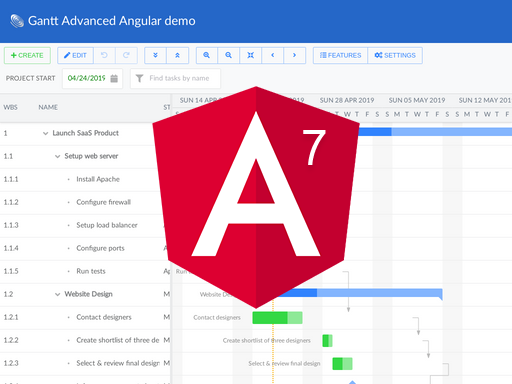 Gantt Advanced Angular demo
CREATE EDIT FEATURES SETTINGS
PROJECT START 04/24/2019 Find tasks by name
WBS NAME ST SUN 14 APR 2019 SUN 28 APR 2019 SUN 05 MAY 2019 SUN 12 MAY
M T W T F S S M T W T F S S M T
1 Launch SaaS Product
1.1 Setup web server
1.1.1 Install Apache
1.1.2 Configure firewall
1.1.3 Setup load balancer
1.1.4 Configure ports
1.1.5 Run tests
1.2 Website Design M
1.2.1 Contact designers M Contact designers
1.2.2 Create shortlist of three de M Create shortlist of three designers
1.2.3 Select & review final design M Select & review final design
A 7